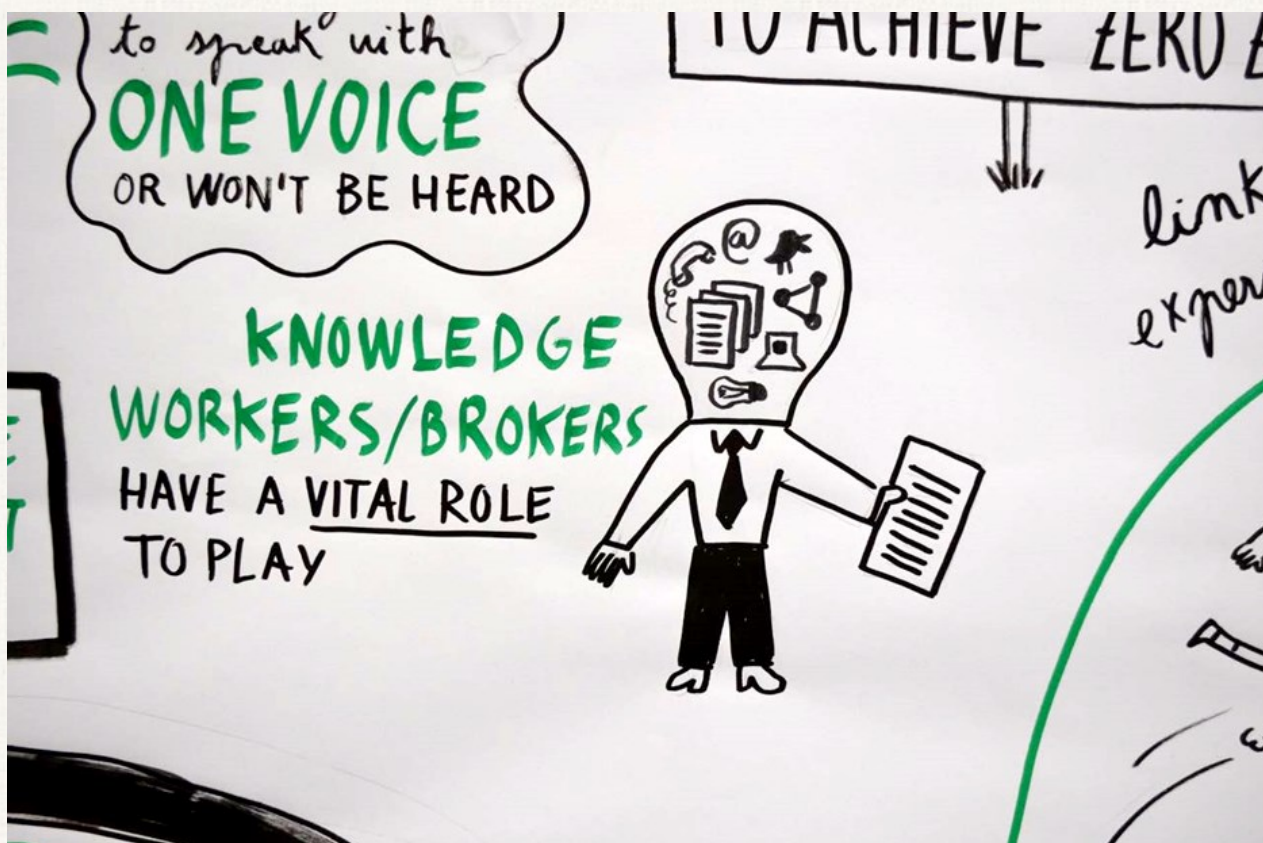 to speak with
ONE VOICE
OR WON'T BE HEARD
TO ACHIEVE ZERO
link
KNOWLEDGE
WORKERS/BROKERS
HAVE A VITAL ROLE
TO PLAY
@